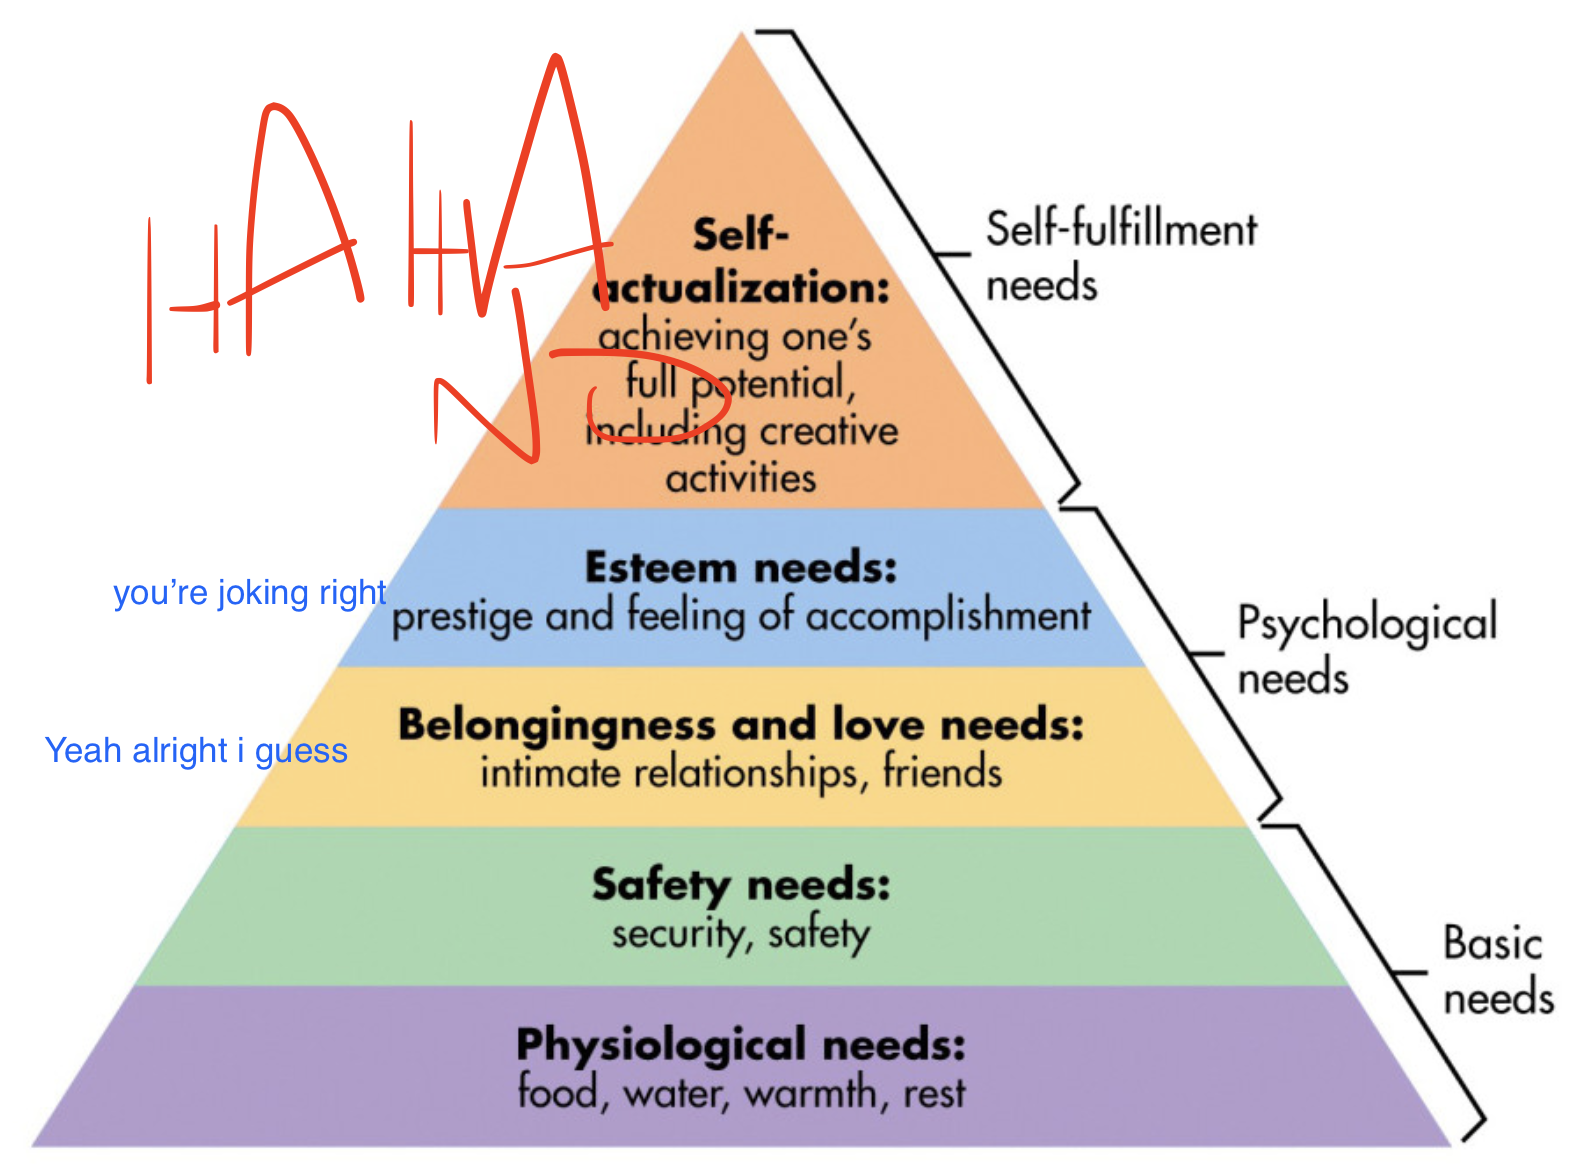 HAHA
NO
Self-
actualization:
achieving one’s
full potential,
including creative
activities
Self-fulfillment
needs
you’re joking right
Esteem needs:
prestige and feeling of accomplishment
Psychological
needs
Yeah alright i guess
Belongingness and love needs:
intimate relationships, friends
Safety needs:
security, safety
Basic
needs
Physiological needs:
food, water, warmth, rest